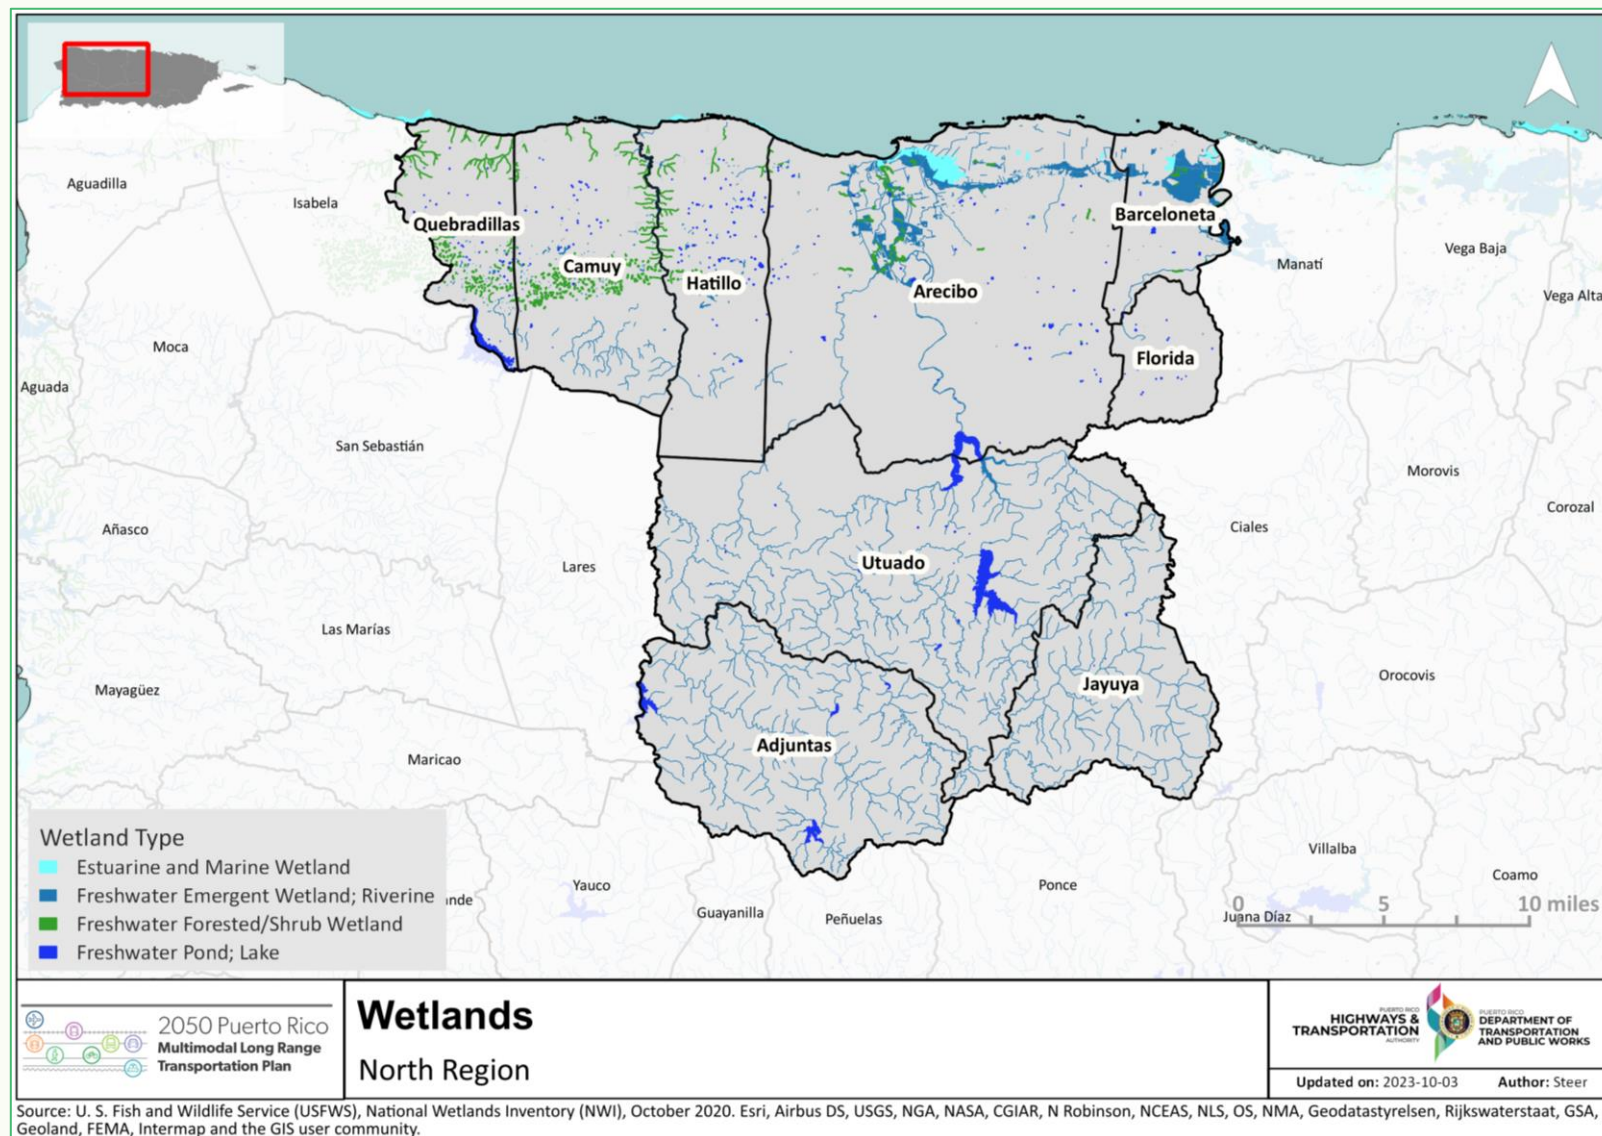 Aguadilla
Isabela
Quebradillas
Camuy
Hatillo
Arecibo
Barceloneta
Florida
Manatí
Vega Baja
Vega Alta
Moca
Aguada
San Sebastián
Morovis
Corozal
Ciales
Añasco
Lares
Utuado
Las Marías
Mayagüez
Adjuntas
Jayuya
Orocovis
Maricao
Villalba
Coamo
Yauco
Guayanilla
Peñuelas
Ponce
Juana Díaz
0 5 10 miles
Wetland Type
Estuarine and Marine Wetland
Freshwater Emergent Wetland; Riverine
nde
Freshwater Forested/Shrub Wetland
Freshwater Pond; Lake
2050 Puerto Rico
Multimodal Long Range
Transportation Plan
Wetlands
North Region
PUERTO RICO
HIGHWAYS &
TRANSPORTATION
AUTHORITY
PUERTO RICO
DEPARTMENT OF
TRANSPORTATION
AND PUBLIC WORKS
Updated on: 2023-10-03 Author: Steer
Source: U. S. Fish and Wildlife Service (USFWS), National Wetlands Inventory (NWI), October 2020. Esri, Airbus DS, USGS, NGA, NASA, CGIAR, N Robinson, NCEAS, NLS, OS, NMA, Geodatastyrelsen, Rijkswaterstaat, GSA,
Geoland, FEMA, Intermap and the GIS user community.